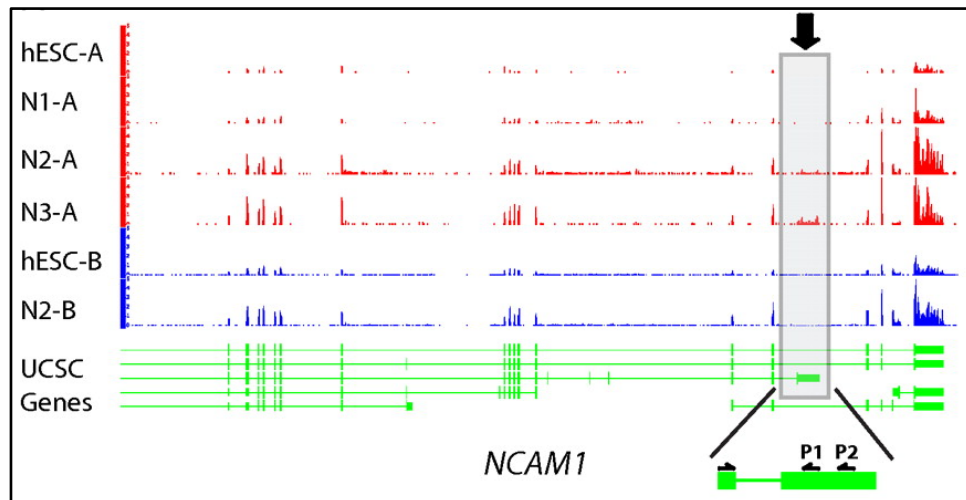 hESC-A
N1-A
N2-A
N3-A
hESC-B
N2-B
UCSC
Genes
P1 P2
NCAM1